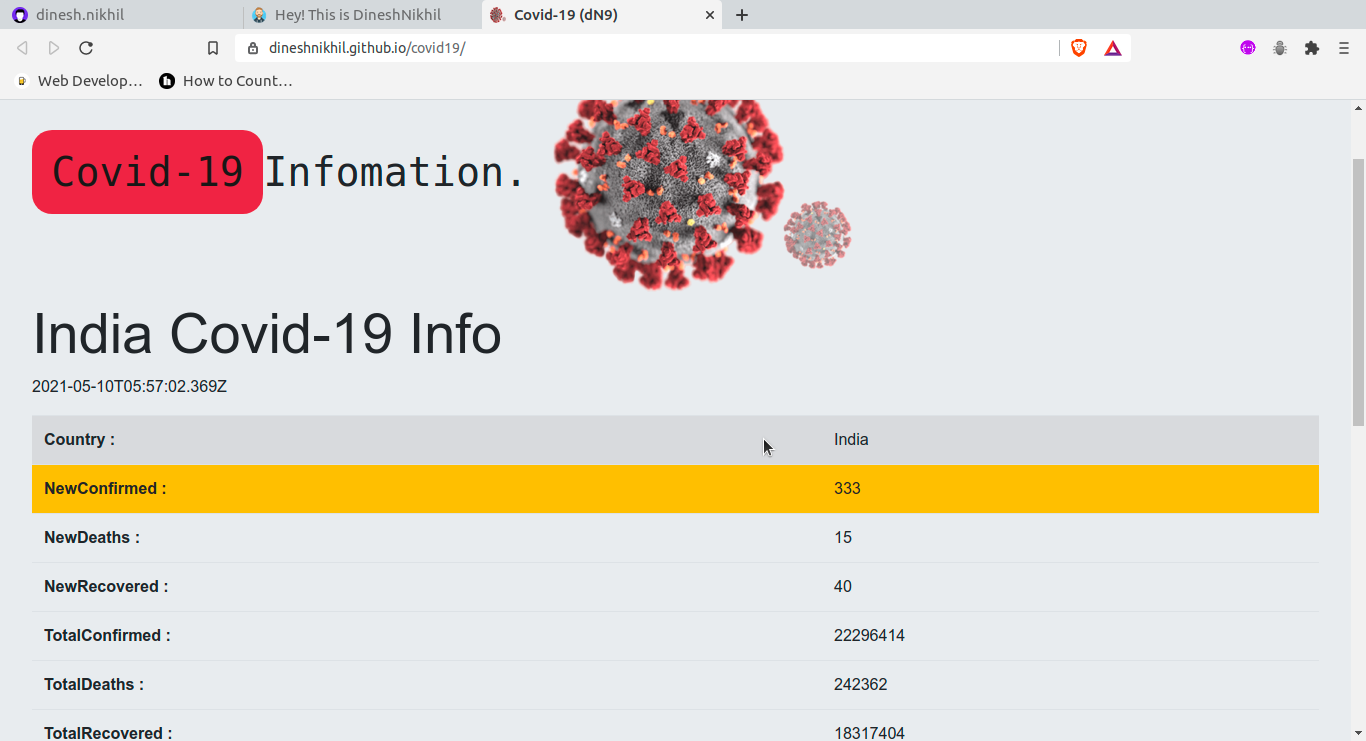 dinesh.nikhil
Hey! This is DineshNikhil
Covid-19 (dN9)
dineshnikhil.github.io/covid19/
Web Develop...
How to Count...
Covid-19 Infomation.
India Covid-19 Info
2021-05-10T05:57:02.369Z
Country : India
NewConfirmed : 333
NewDeaths : 15
NewRecovered : 40
TotalConfirmed : 22296414
TotalDeaths : 242362
TotalRecovered : 18317404